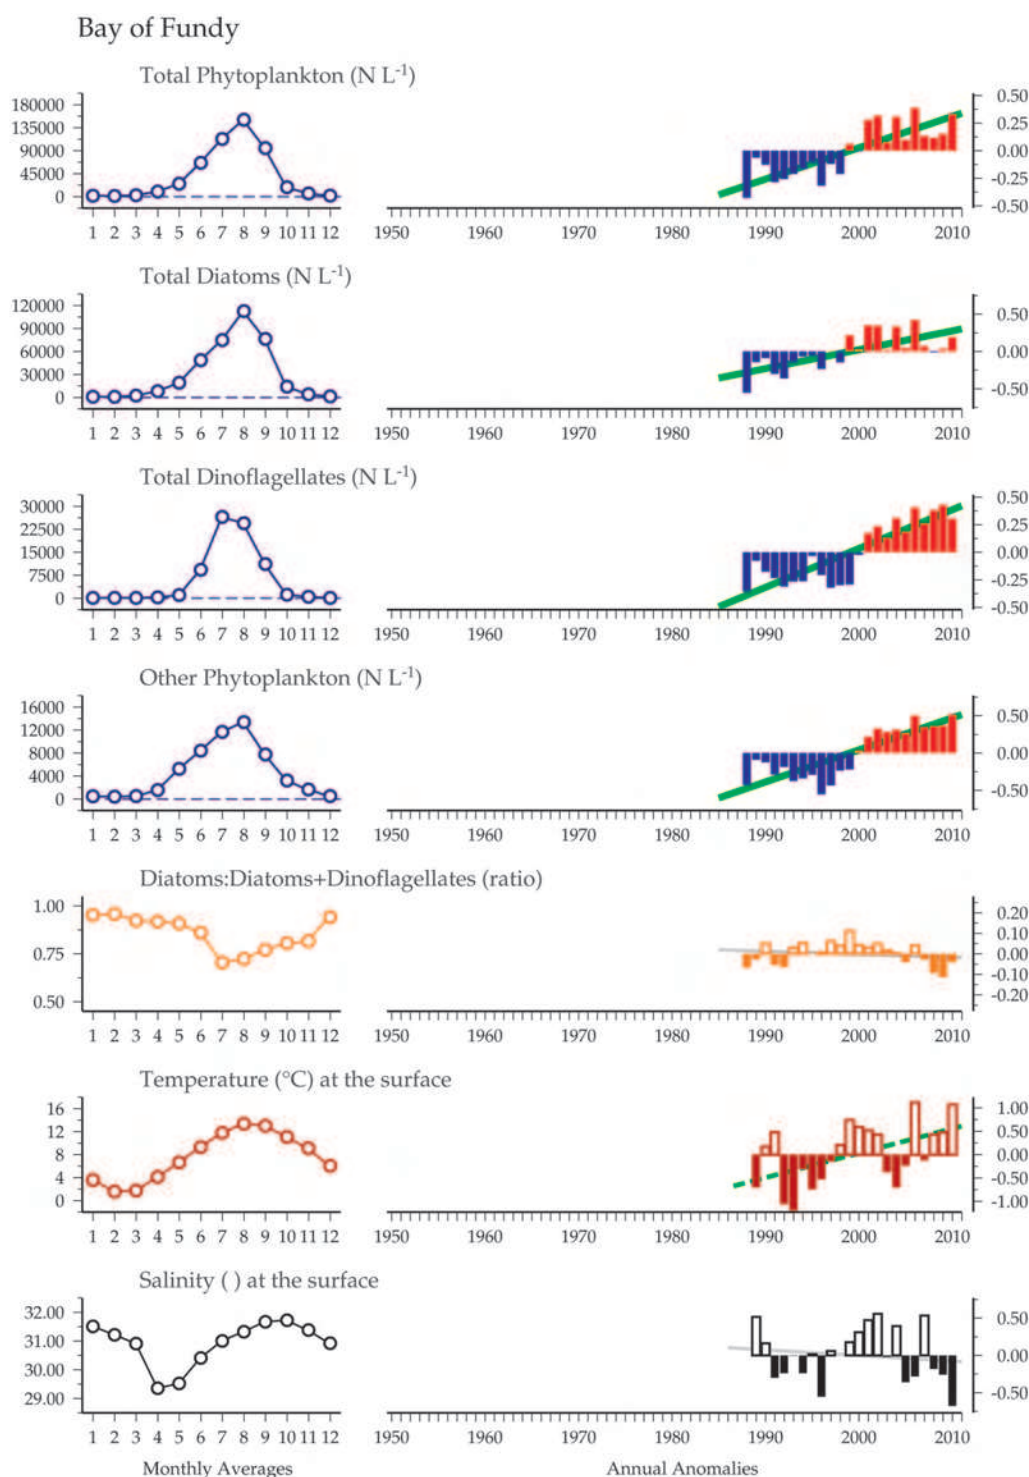 Bay of Fundy
Total Phytoplankton (N L⁻¹)
180000
135000
90000
45000
0
0.50
0.25
0.00
-0.25
-0.50
1 2 3 4 5 6 7 8 9 10 11 12
1950 1960 1970 1980 1990 2000 2010
Total Diatoms (N L⁻¹)
120000
90000
60000
30000
0
0.50
0.00
-0.50
1 2 3 4 5 6 7 8 9 10 11 12
1950 1960 1970 1980 1990 2000 2010
Total Dinoflagellates (N L⁻¹)
30000
22500
15000
7500
0
0.50
0.25
0.00
-0.25
-0.50
1 2 3 4 5 6 7 8 9 10 11 12
1950 1960 1970 1980 1990 2000 2010
Other Phytoplankton (N L⁻¹)
16000
12000
8000
4000
0
0.50
0.00
-0.50
1 2 3 4 5 6 7 8 9 10 11 12
1950 1960 1970 1980 1990 2000 2010
Diatoms:Diatoms+Dinoflagellates (ratio)
1.00
0.75
0.50
0.20
0.10
0.00
-0.10
-0.20
1 2 3 4 5 6 7 8 9 10 11 12
1950 1960 1970 1980 1990 2000 2010
Temperature (°C) at the surface
16
12
8
4
0
1.00
0.50
0.00
-0.50
-1.00
1 2 3 4 5 6 7 8 9 10 11 12
1950 1960 1970 1980 1990 2000 2010
Salinity ( ) at the surface
32.00
31.00
30.00
29.00
0.50
0.00
-0.50
1 2 3 4 5 6 7 8 9 10 11 12
1950 1960 1970 1980 1990 2000 2010
Monthly Averages
Annual Anomalies